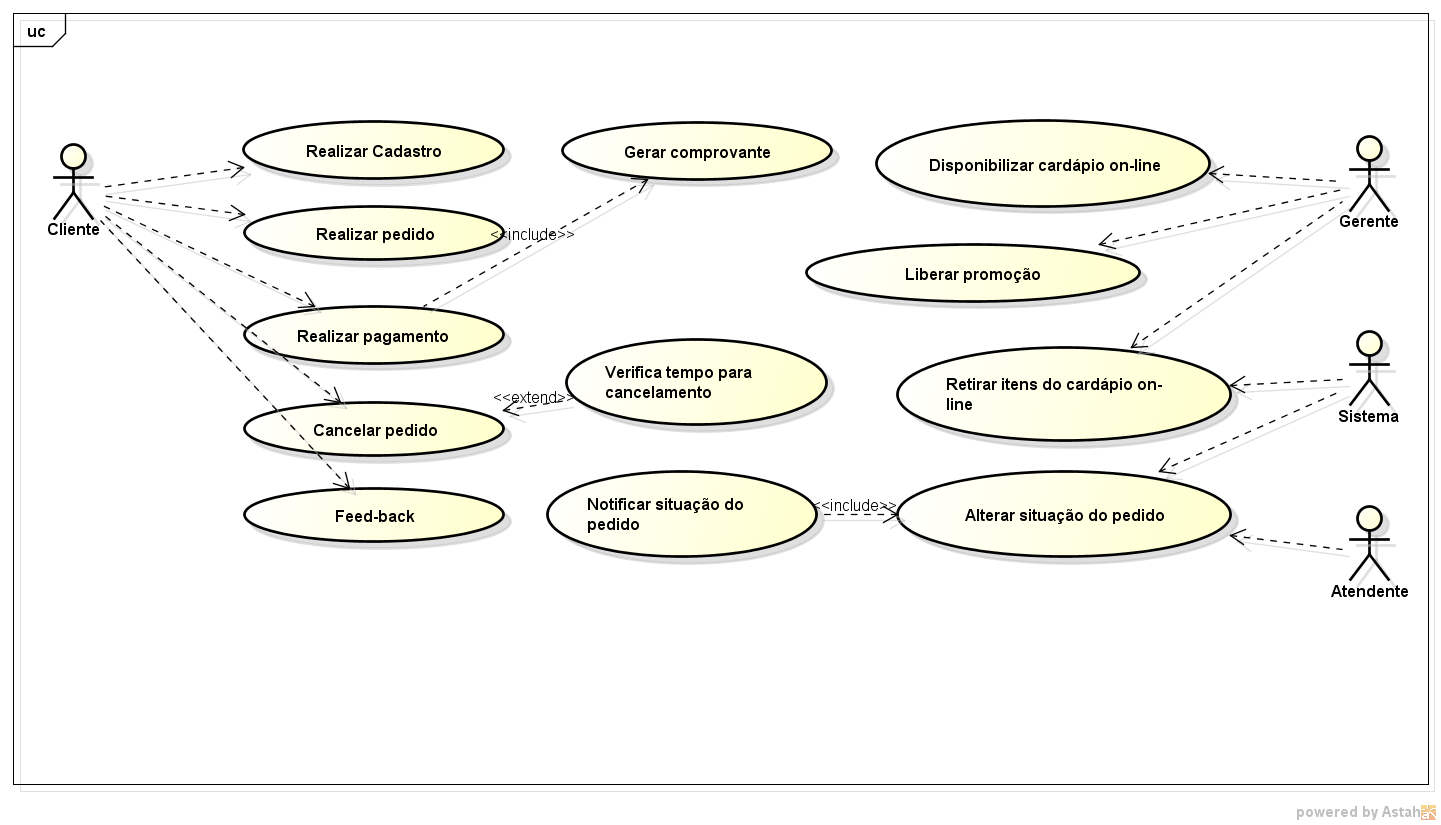 uc
Realizar Cadastro
Gerar comprovante
Disponibilizar cardápio on-line
Cliente
Gerente
Realizar pedido
<<include>>
Liberar promoção
Realizar pagamento
Verifica tempo para
cancelamento
Retirar itens do cardápio on-
line
<<extend>>
Sistema
Cancelar pedido
Notificar situação do
pedido
<<include>>
Alterar situação do pedido
Feed-back
Atendente
powered by Astah